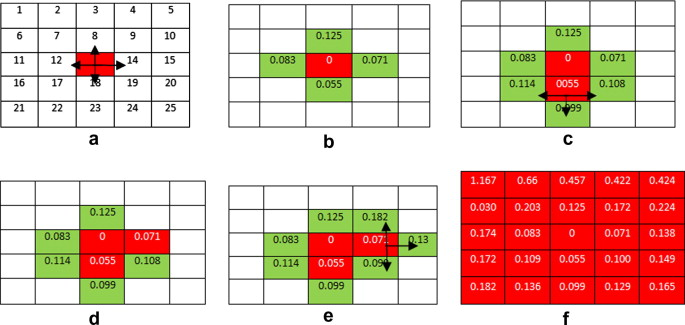 1 2 3 4 5
6 7 8 9 10
11 12 14 15
16 17 18 19 20
21 22 23 24 25
a
0.125
0.083 0 0.071
0.055
b
0.125
0.083 0 0.071
0.114 0055 0.108
0.099
c
0.125
0.083 0 0.071
0.114 0.055 0.108
0.099
d
0.125 0.182
0.083 0 0.071 0.13
0.114 0.055
0.099
e
1.167 0.66 0.457 0.422 0.424
0.030 0.203 0.125 0.172 0.224
0.174 0.083 0 0.071 0.138
0.172 0.109 0.055 0.100 0.149
0.182 0.136 0.099 0.129 0.165
f